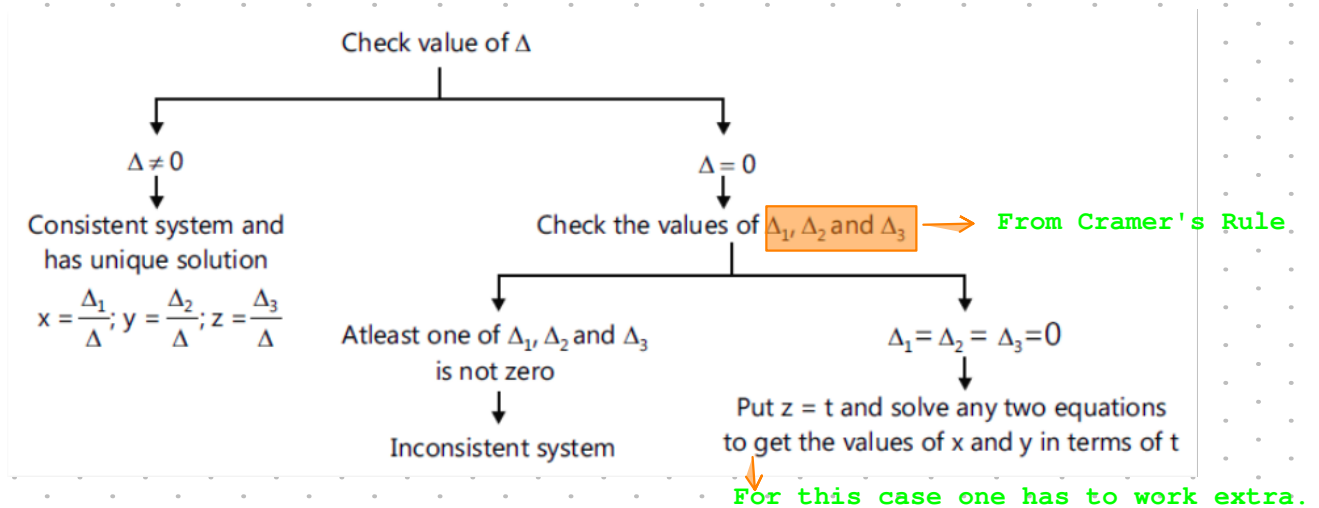 Check value of Δ
Δ ≠ 0
Δ = 0
Consistent system and
has unique solution
x = Δ₁/Δ; y = Δ₂/Δ; z = Δ₃/Δ
Check the values of Δ₁, Δ₂ and Δ₃
From Cramer's Rule
Atleast one of Δ₁, Δ₂ and Δ₃
is not zero
Inconsistent system
Δ₁= Δ₂ = Δ₃=0
Put z = t and solve any two equations
to get the values of x and y in terms of t
For this case one has to work extra.